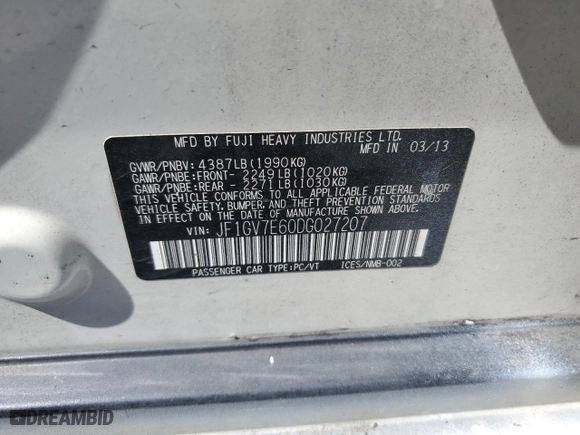 MFD BY FUJI HEAVY INDUSTRIES LTD.
MFD IN 03/13
GVWR/PNBV: 4387LB(1990KG)
GAWR/PNBE:FRONT- 2249LB(1020KG)
GAWR/PNBE:REAR - 2271LB(1030KG)
THIS VEHICLE CONFORMS TO ALL APPLICABLE FEDERAL MOTOR
VEHICLE SAFETY.BUMPER.AND THEFT PREVENTION STANDARDS
IN EFFECT ON THE DATE OF MANUFACTURE SHOWN ABOVE.
VIN: JF1GV7E60DG027207
PASSENGER CAR TYPE:PC/VT ICES/NMB-002
DREAMBID